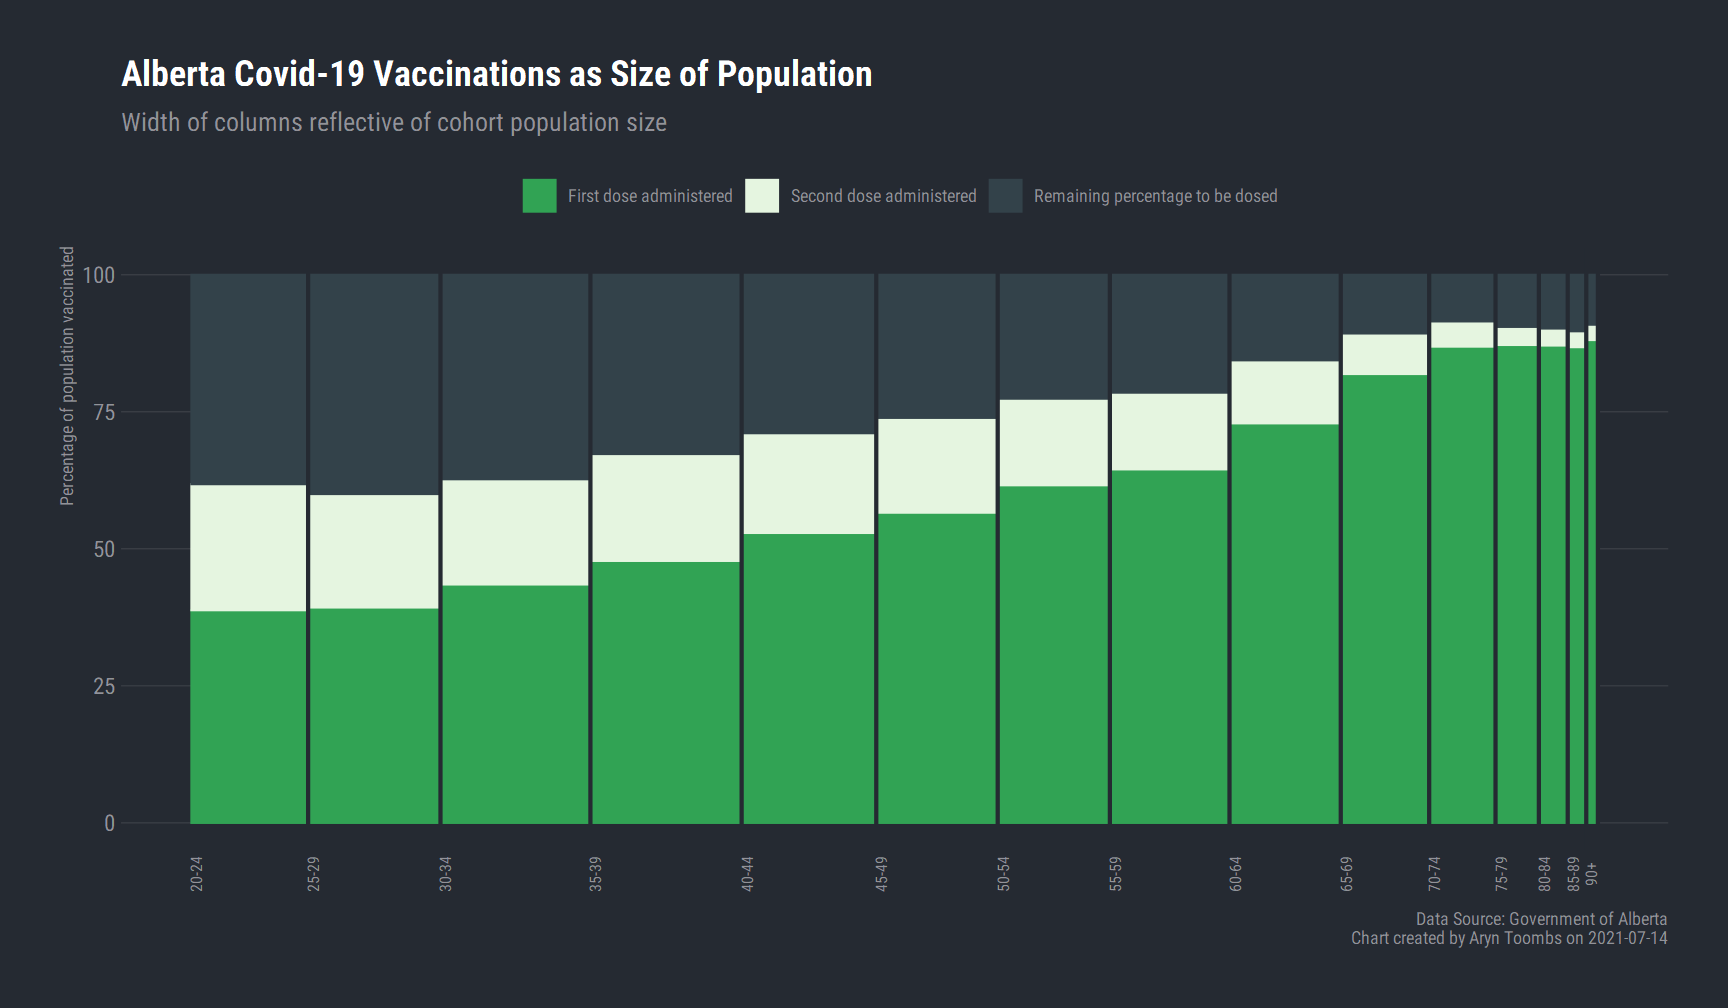 Alberta Covid-19 Vaccinations as Size of Population
Width of columns reflective of cohort population size
First dose administered
Second dose administered
Remaining percentage to be dosed
Percentage of population vaccinated
100
75
50
25
0
20-24
25-29
30-34
35-39
40-44
45-49
50-54
55-59
60-64
65-69
70-74
75-79
80-84
85-89
90+
Data Source: Government of Alberta
Chart created by Aryn Toombs on 2021-07-14